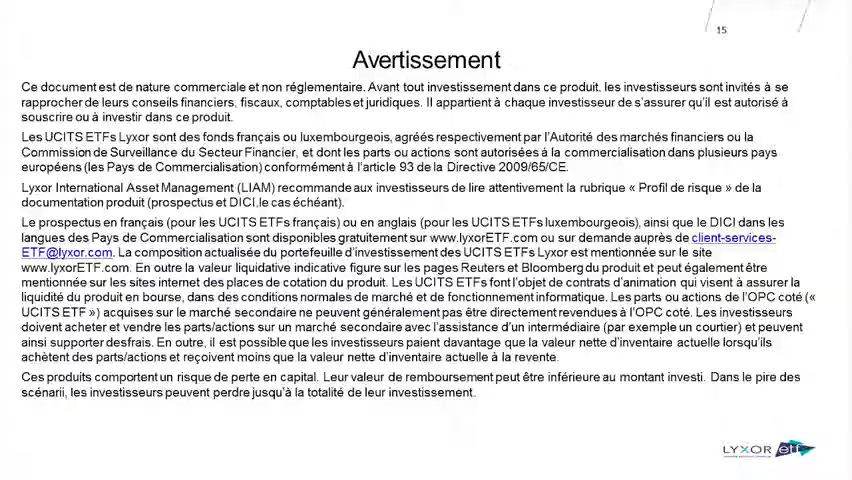 15
Avertissement
Ce document est de nature commerciale et non réglementaire. Avant tout investissement dans ce produit, les investisseurs sont invités à se
rapprocher de leurs conseils financiers, fiscaux, comptables et juridiques. Il appartient à chaque investisseur de s'assurer qu'il est autorisé à
souscrire ou à investir dans ce produit.
Les UCITS ETFs Lyxor sont des fonds français ou luxembourgeois, agréés respectivement par l'Autorité des marchés financiers ou la
Commission de Surveillance du Secteur Financier, et dont les parts ou actions sont autorisées à la commercialisation dans plusieurs pays
européens (les Pays de Commercialisation) conformément à l'article 93 de la Directive 2009/65/CE.
Lyxor International Asset Management (LIAM) recommande aux investisseurs de lire attentivement la rubrique « Profil de risque » de la
documentation produit (prospectus et DICI, le cas échéant).
Le prospectus en français (pour les UCITS ETFs français) ou en anglais (pour les UCITS ETFs luxembourgeois), ainsi que le DICI dans les
langues des Pays de Commercialisation sont disponibles gratuitement sur www.lyxorETF.com ou sur demande auprès de client-services-
ETF@lyxor.com. La composition actualisée du portefeuille d'investissement des UCITS ETFs Lyxor est mentionnée sur le site
www.lyxorETF.com. En outre la valeur liquidative indicative figure sur les pages Reuters et Bloomberg du produit et peut également être
mentionnée sur les sites internet des places de cotation du produit. Les UCITS ETFs font l'objet de contrats d'animation qui visent à assurer la
liquidité du produit en bourse, dans des conditions normales de marché et de fonctionnement informatique. Les parts ou actions de l'OPC coté («
UCITS ETF ») acquises sur le marché secondaire ne peuvent généralement pas être directement revendues à l'OPC coté. Les investisseurs
doivent acheter et vendre les parts/actions sur un marché secondaire avec l'assistance d'un intermédiaire (par exemple un courtier) et peuvent
ainsi supporter des frais. En outre, il est possible que les investisseurs paient davantage que la valeur nette d'inventaire actuelle lorsqu'ils
achètent des parts/actions et reçoivent moins que la valeur nette d'inventaire actuelle à la revente.
Ces produits comportent un risque de perte en capital. Leur valeur de remboursement peut être inférieure au montant investi. Dans le pire des
scénarii, les investisseurs peuvent perdre jusqu'à la totalité de leur investissement.
LYXOR etf